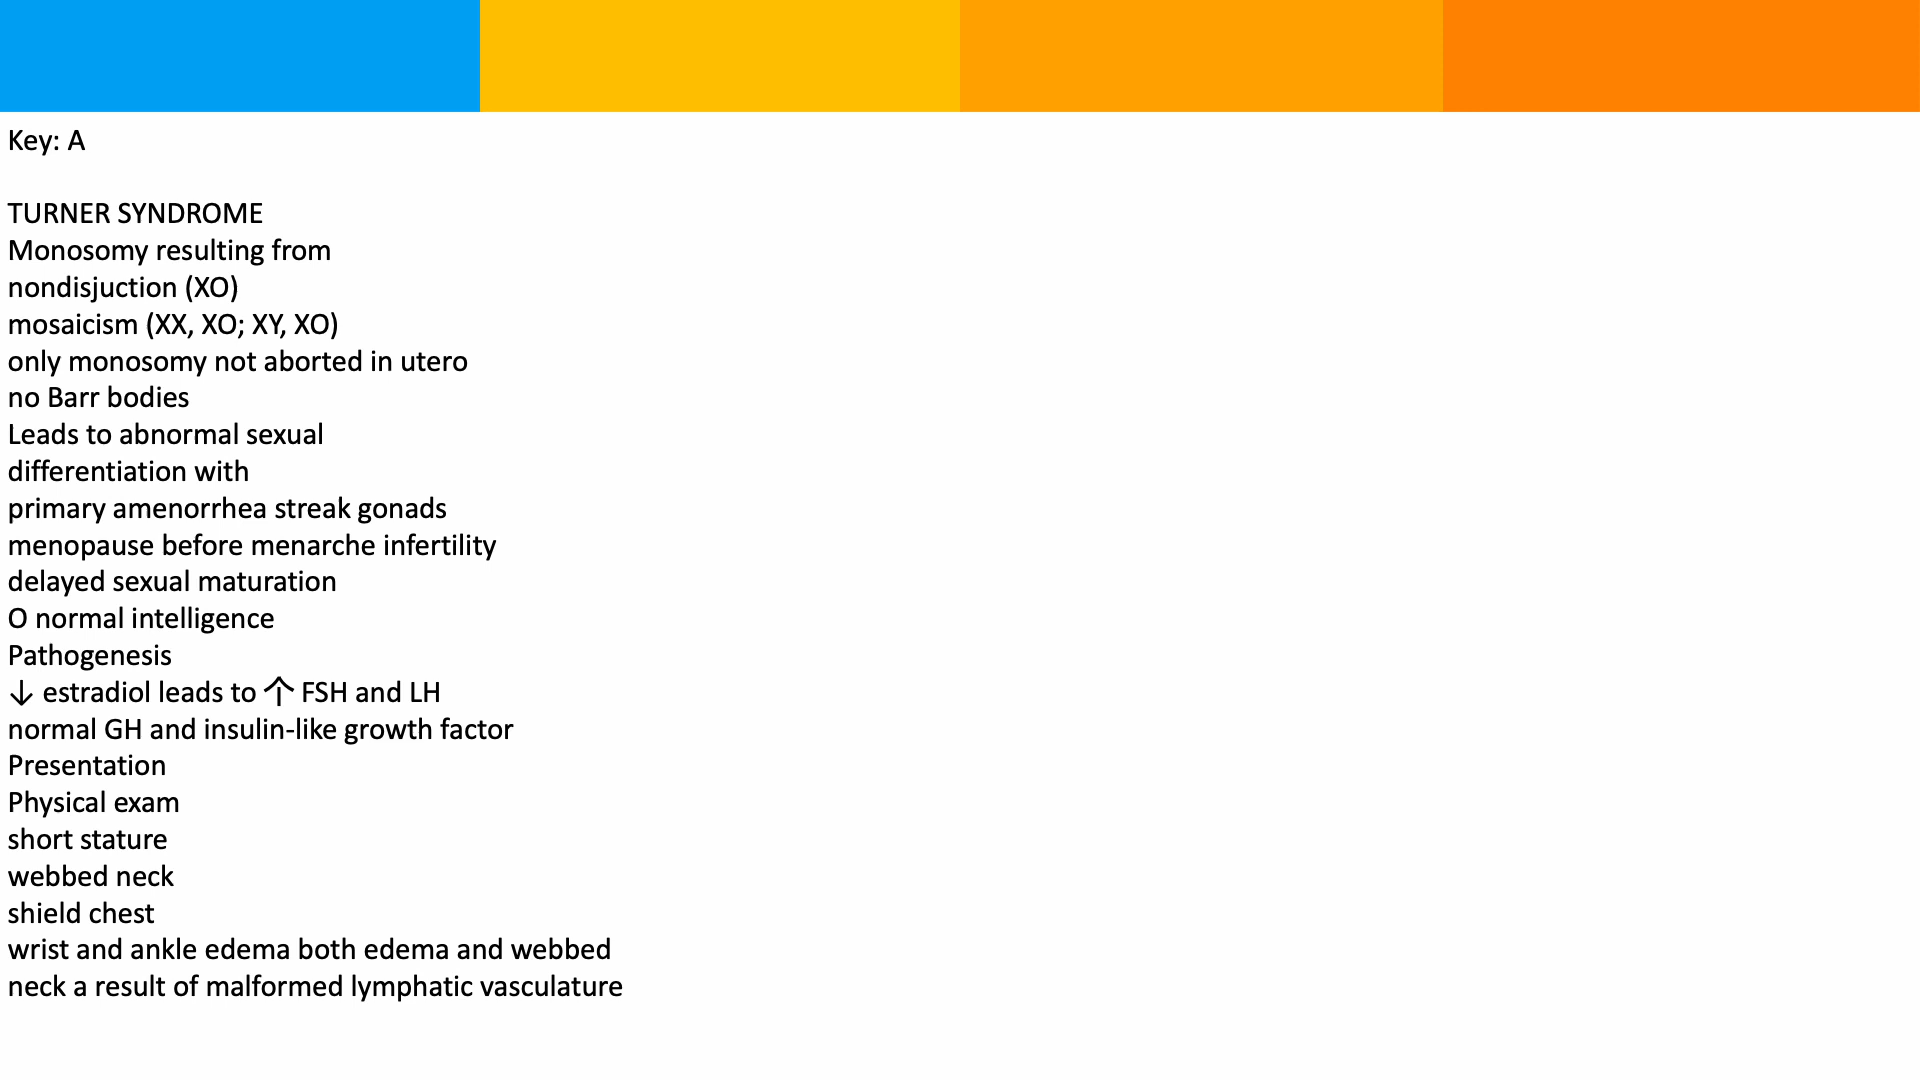 Key: A
TURNER SYNDROME
Monosomy resulting from
nondisjuction (XO)
mosaicism (XX, XO; XY, XO)
only monosomy not aborted in utero
no Barr bodies
Leads to abnormal sexual
differentiation with
primary amenorrhea streak gonads
menopause before menarche infertility
delayed sexual maturation
O normal intelligence
Pathogenesis
↓ estradiol leads to 个 FSH and LH
normal GH and insulin-like growth factor
Presentation
Physical exam
short stature
webbed neck
shield chest
wrist and ankle edema both edema and webbed
neck a result of malformed lymphatic vasculature